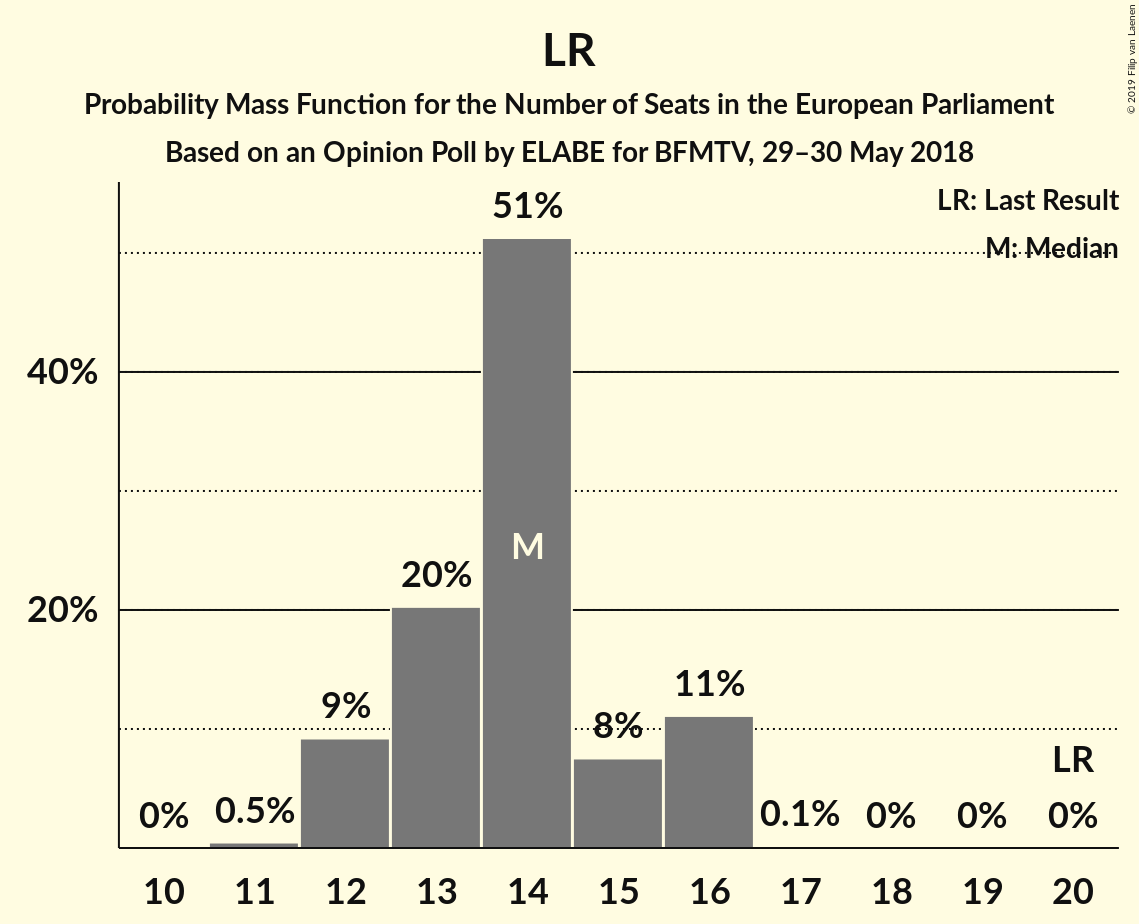 © 2019 Filip van Laenen
LR
Probability Mass Function for the Number of Seats in the European Parliament
Based on an Opinion Poll by ELABE for BFMTV, 29–30 May 2018
LR: Last Result
M: Median
51%
40%
M
20%
20%
11%
9%
8%
LR
0% 0.5% 0.1% 0% 0% 0%
10 11 12 13 14 15 16 17 18 19 20